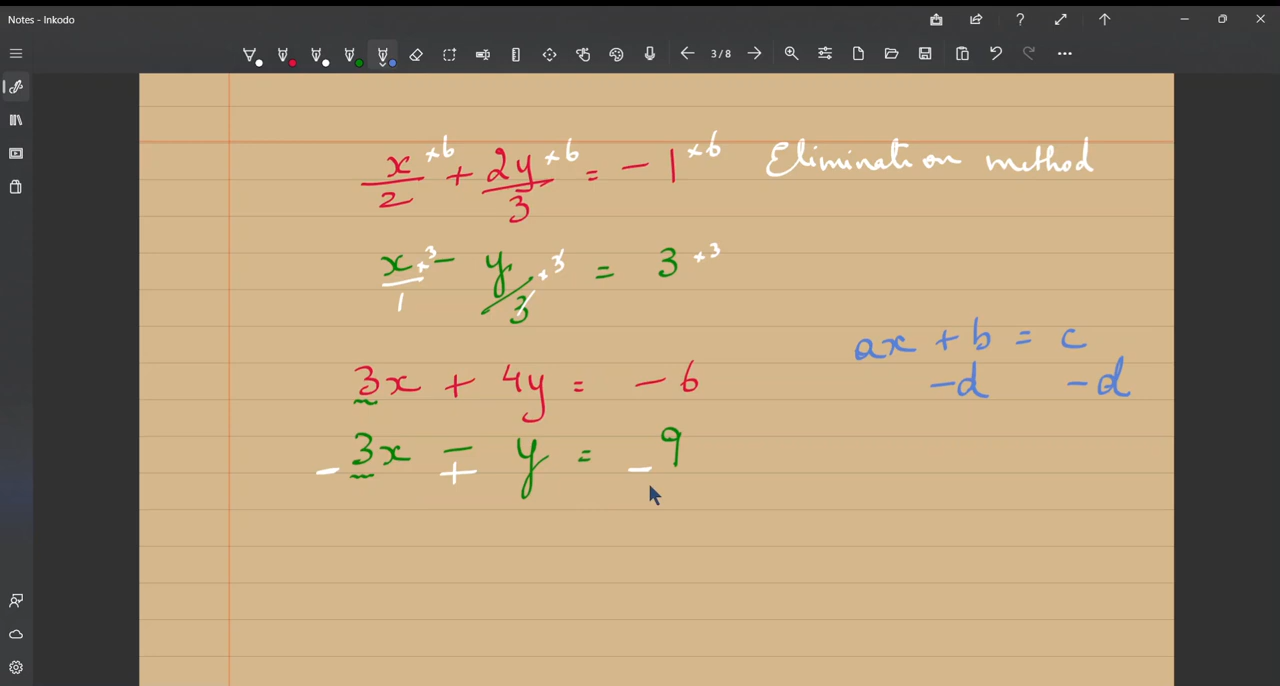 Notes - Inkodo
3/8
x/2 ×6 + 2y/3 ×6 = -1 ×6 Elimination method
x/1 ×3 - y/3 ×3 = 3 ×3
ax + b = c
-d -d
3x + 4y = -6
3x - y = 9
- + -